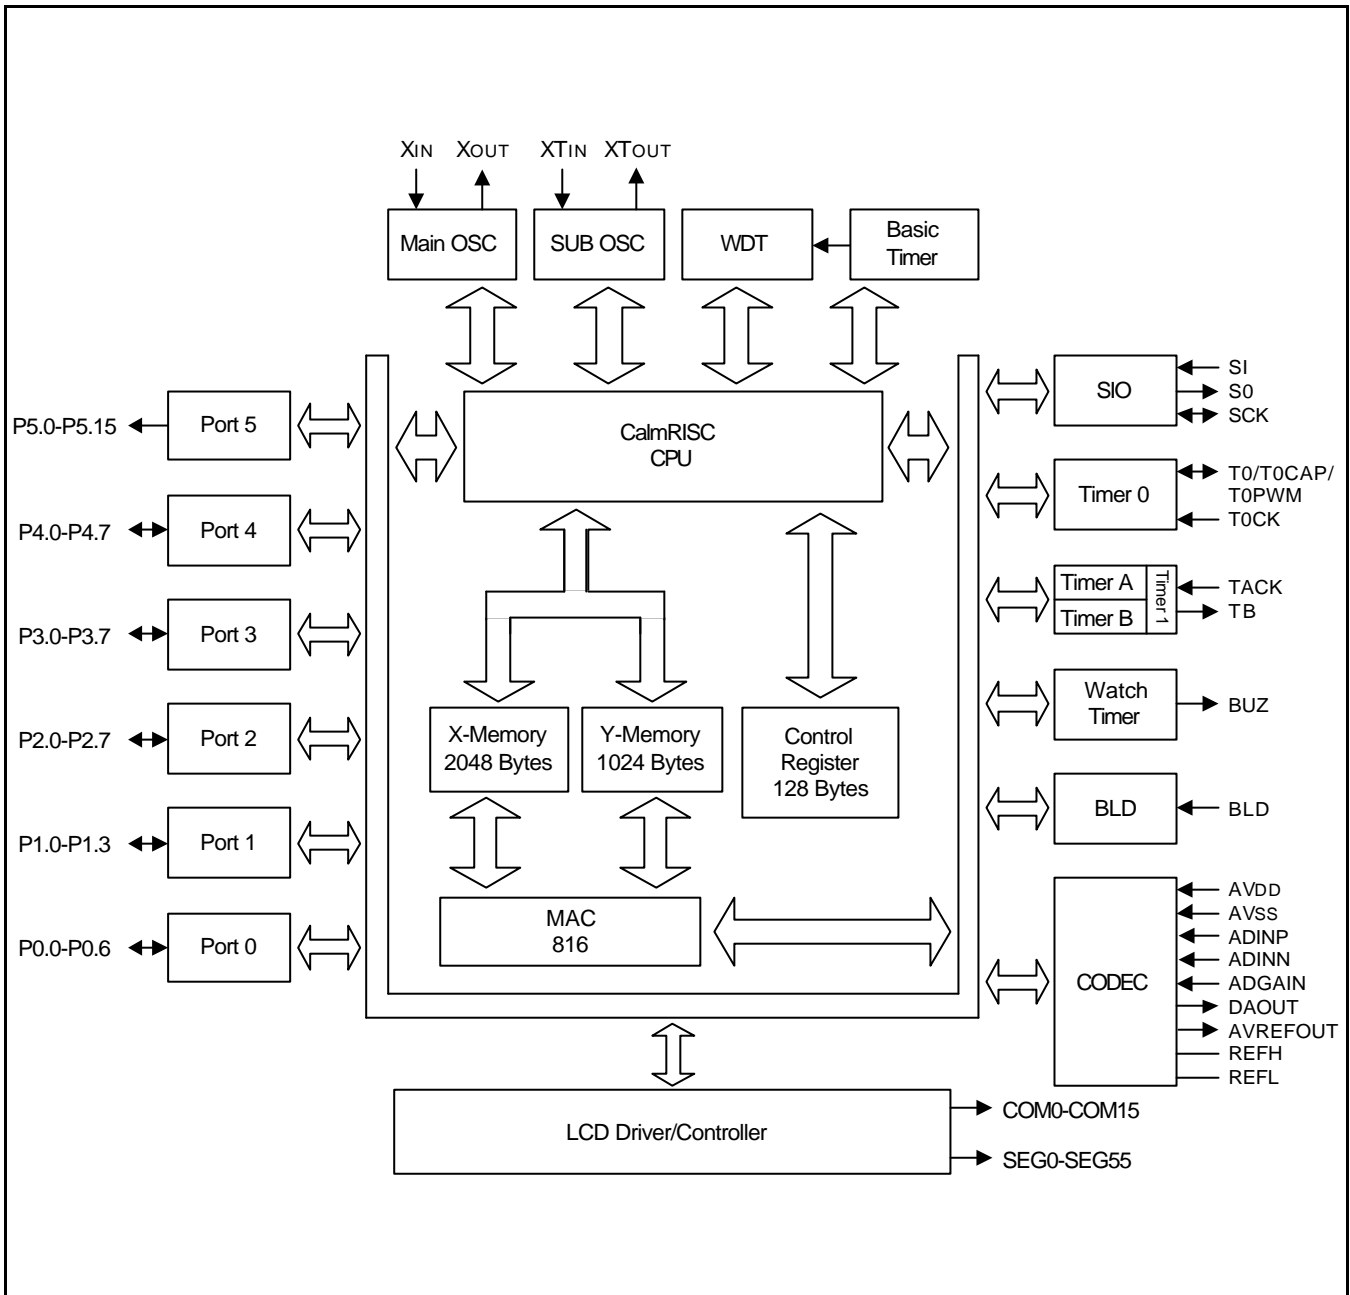 XIN XOUT XTIN XTOUT
Main OSC
SUB OSC
WDT
Basic
Timer
CalmRISC
CPU
P5.0-P5.15
Port 5
P4.0-P4.7
Port 4
P3.0-P3.7
Port 3
P2.0-P2.7
Port 2
P1.0-P1.3
Port 1
P0.0-P0.6
Port 0
X-Memory
2048 Bytes
Y-Memory
1024 Bytes
Control
Register
128 Bytes
MAC
816
SIO
SI
S0
SCK
Timer 0
T0/T0CAP/
T0PWM
T0CK
Timer A
Timer B
Timer 1
TACK
TB
Watch
Timer
BUZ
BLD
BLD
CODEC
AVDD
AVSS
ADINP
ADINN
ADGAIN
DAOUT
AVREFOUT
REFH
REFL
LCD Driver/Controller
COM0-COM15
SEG0-SEG55